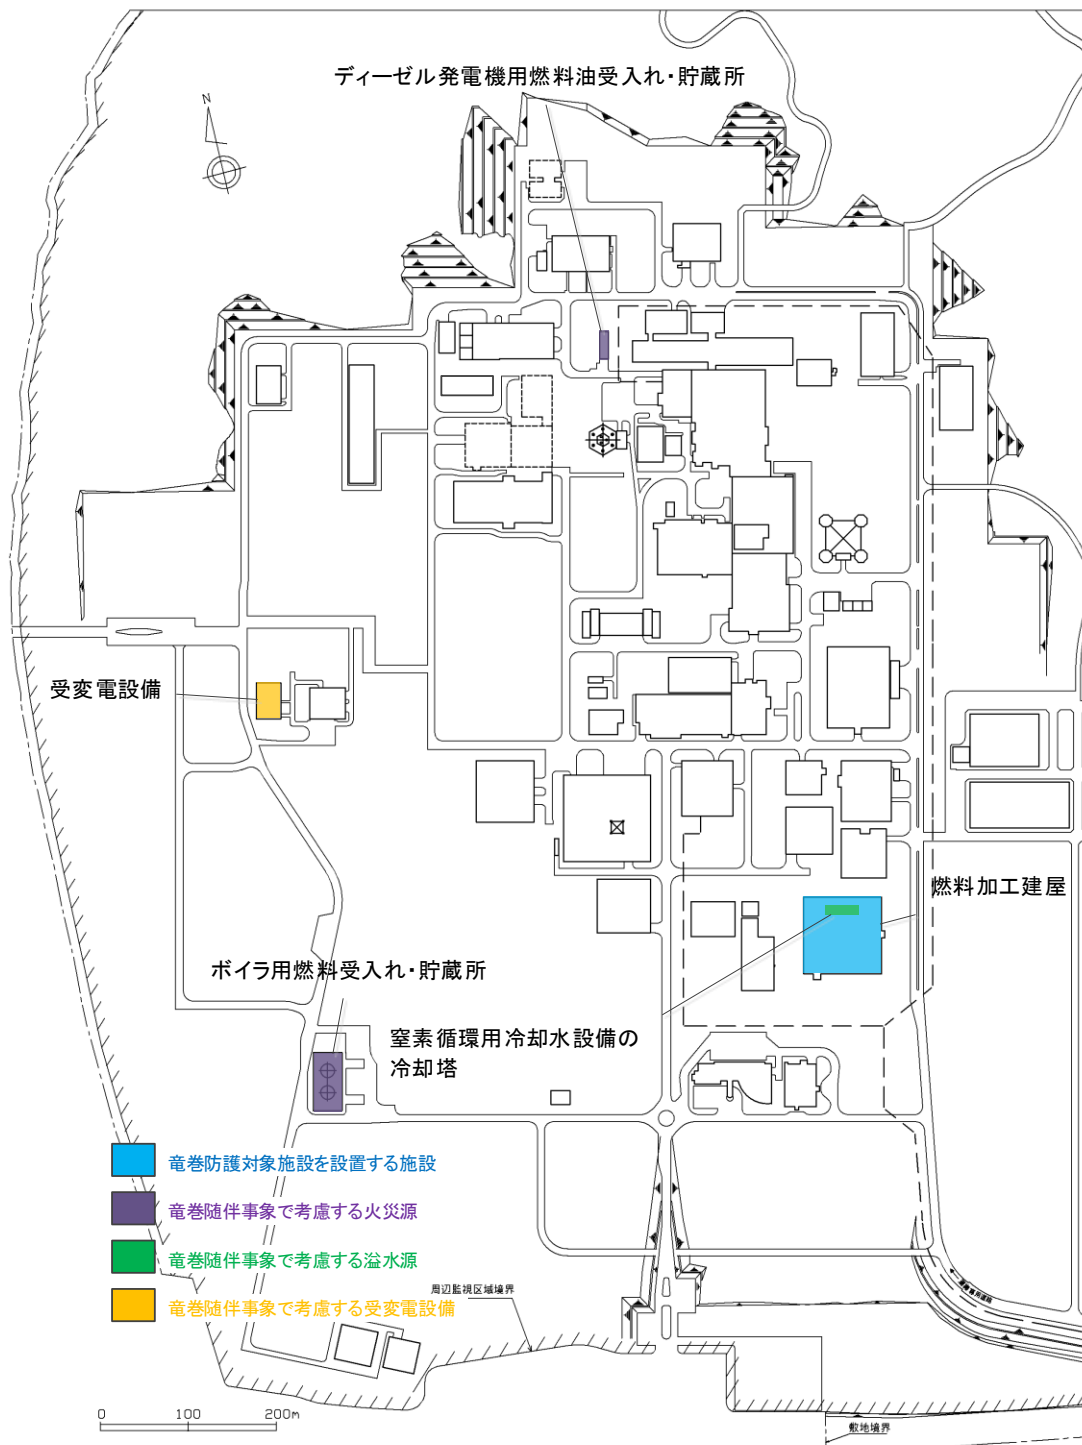 ディーゼル発電機用燃料油受入れ・貯蔵所
N
受変電設備
燃料加工建屋
ボイラ用燃料受入れ・貯蔵所
窒素循環用冷却水設備の
冷却塔
竜巻防護対象施設を設置する施設
竜巻随伴事象で考慮する火災源
竜巻随伴事象で考慮する溢水源
竜巻随伴事象で考慮する受変電設備
周辺監視区域境界
0 100 200m
敷地境界